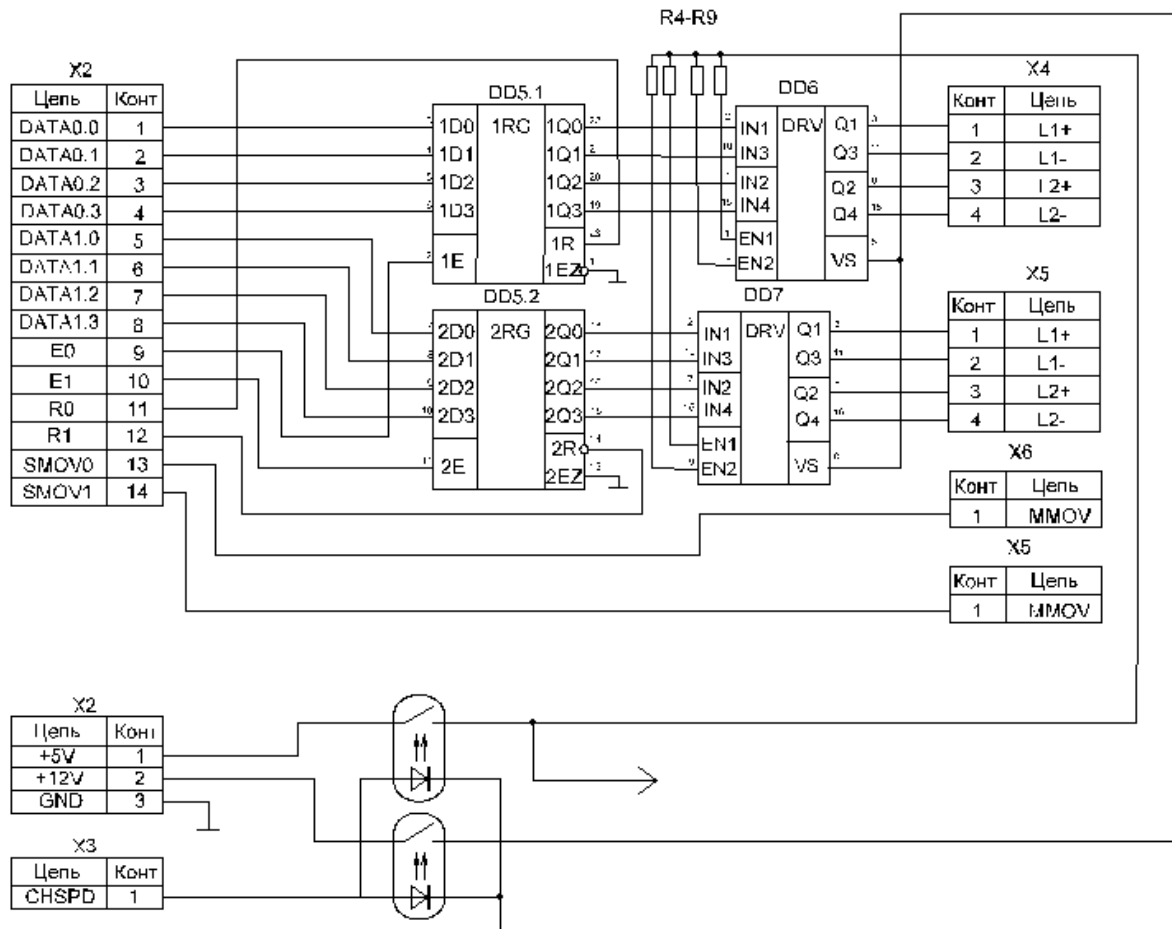 R4-R9
X2
Цепь Конт
DATA0.0 1
DATA0.1 2
DATA0.2 3
DATA0.3 4
DATA1.0 5
DATA1.1 6
DATA1.2 7
DATA1.3 8
E0 9
E1 10
R0 11
R1 12
SMOV0 13
SMOV1 14
DD5.1
1D0 1RG 1Q0
1D1 1Q1
1D2 1Q2
1D3 1Q3
1R
1E 1EZ
DD5.2
2D0 2RG 2Q0
2D1 2Q1
2D2 2Q2
2D3 2Q3
2R
2E 2EZ
DD6
IN1 DRV Q1
IN3 Q3
IN2 Q2
IN4 Q4
EN1
EN2 VS
DD7
IN1 DRV Q1
IN3 Q3
IN2 Q2
IN4 Q4
EN1
EN2 VS
X4
Конт Цепь
1 L1+
2 L1-
3 L2+
4 L2-
X5
Конт Цепь
1 L1+
2 L1-
3 L2+
4 L2-
X6
Конт Цепь
1 MMOV
X5
Конт Цепь
1 MMOV
X2
Цепь Конт
+5V 1
+12V 2
GND 3
X3
Цепь Конт
CHSPD 1